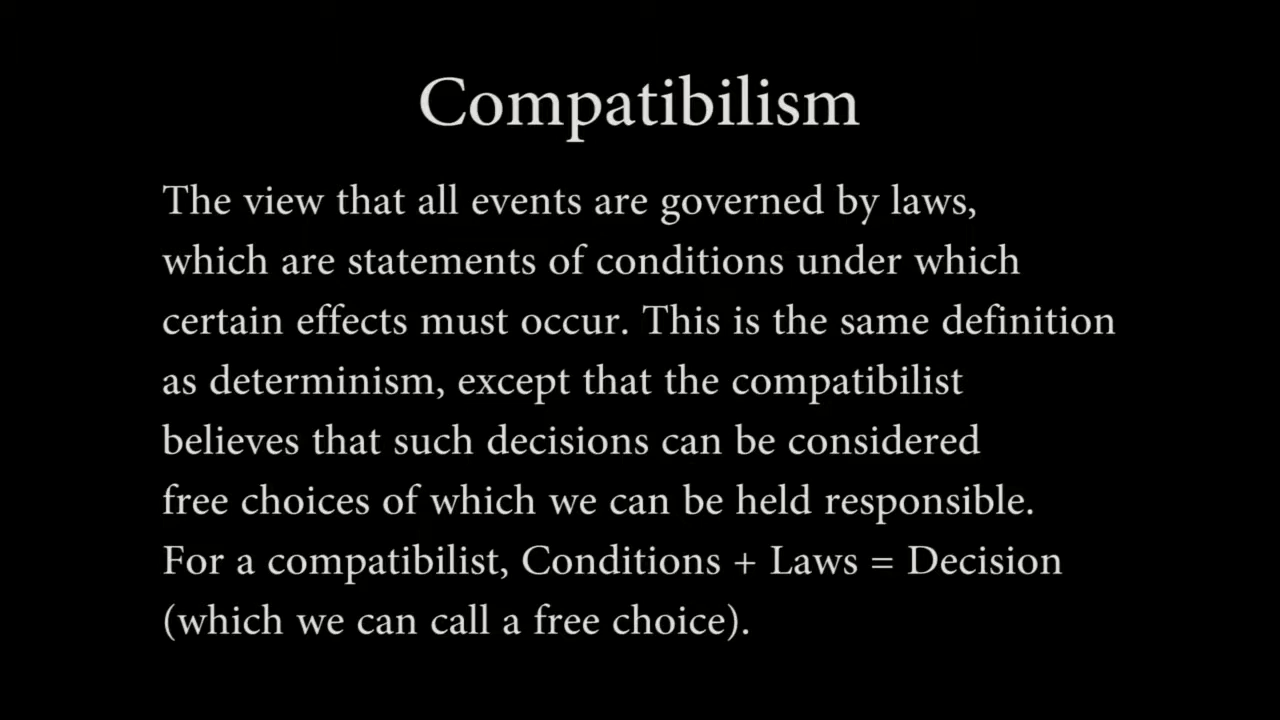 Compatibilism
The view that all events are governed by laws,
which are statements of conditions under which
certain effects must occur. This is the same definition
as determinism, except that the compatibilist
believes that such decisions can be considered
free choices of which we can be held responsible.
For a compatibilist, Conditions + Laws = Decision
(which we can call a free choice).